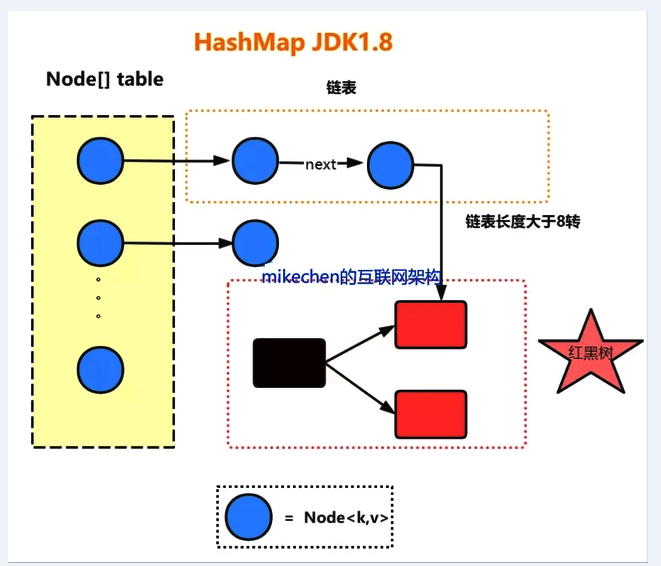 HashMap JDK1.8
Node[] table
链表
next
链表长度大于8转
mikechen的互联网架构
红黑树
= Node<k,v>